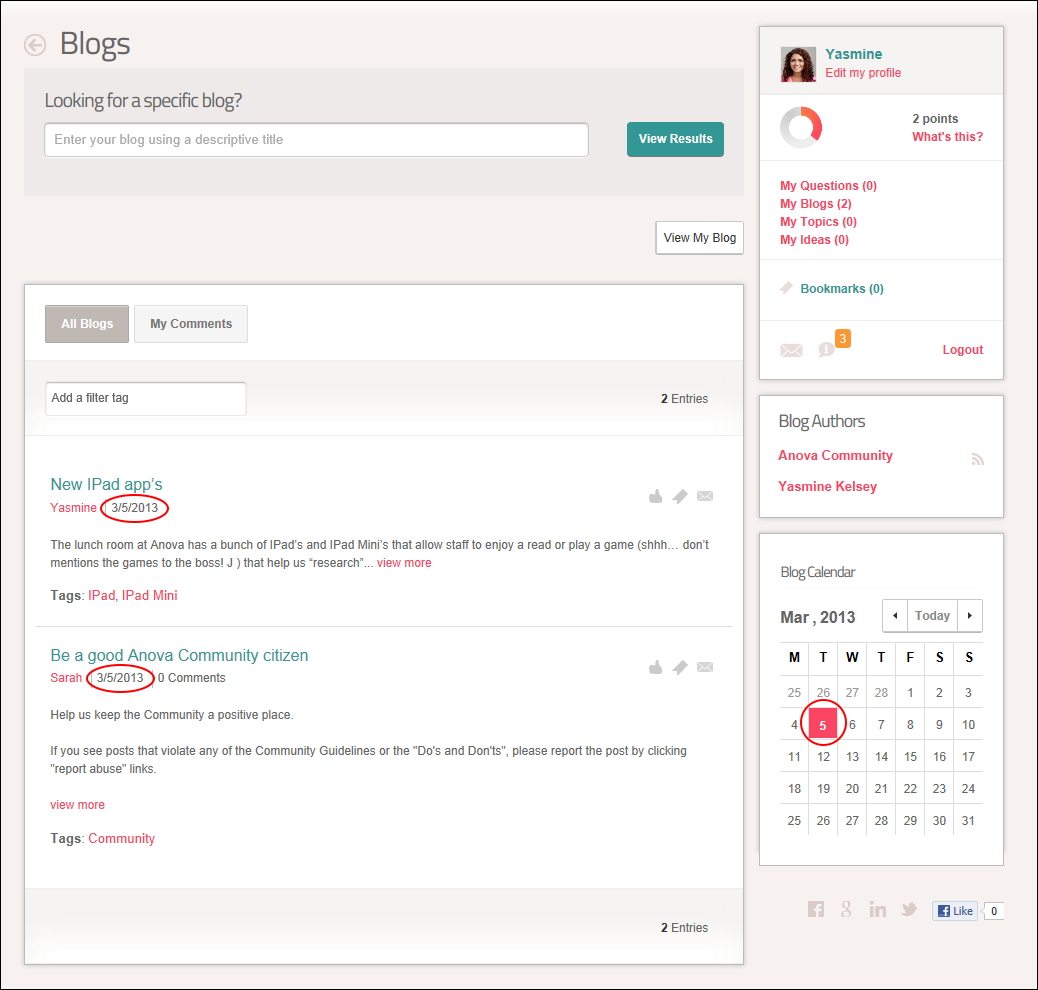 Blogs
Looking for a specific blog?
Enter your blog using a descriptive title
View Results
View My Blog
All Blogs
My Comments
Add a filter tag
2 Entries
New IPad app's
Yasmine 3/5/2013
The lunch room at Anova has a bunch of IPad's and IPad Mini's that allow staff to enjoy a read or play a game (shhh… don't
mentions the games to the boss! J ) that help us “research”... view more
Tags: IPad, IPad Mini
Be a good Anova Community citizen
Sarah 3/5/2013 0 Comments
Help us keep the Community a positive place.
If you see posts that violate any of the Community Guidelines or the "Do's and Don'ts", please report the post by clicking
"report abuse" links.
view more
Tags: Community
2 Entries
Yasmine
Edit my profile
2 points
What's this?
My Questions (0)
My Blogs (2)
My Topics (0)
My Ideas (0)
Bookmarks (0)
3
Logout
Blog Authors
Anova Community
Yasmine Kelsey
Blog Calendar
Mar , 2013
Today
M T W T F S S
25 26 27 28 1 2 3
4 5 6 7 8 9 10
11 12 13 14 15 16 17
18 19 20 21 22 23 24
25 26 27 28 29 30 31
Like 0